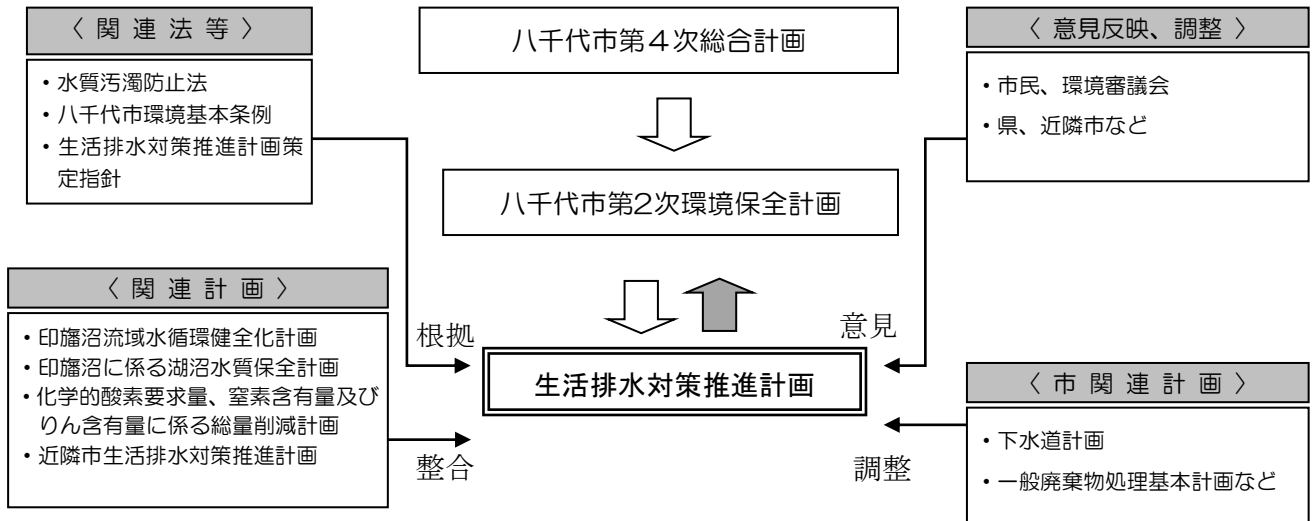 〈 関 連 法 等 〉
・水質汚濁防止法
・八千代市環境基本条例
・生活排水対策推進計画策
定指針
八千代市第４次総合計画
八千代市第2次環境保全計画
〈 意見反映、調整 〉
・市民、環境審議会
・県、近隣市など
〈 関 連 計 画 〉
・印旛沼流域水循環健全化計画
・印旛沼に係る湖沼水質保全計画
・化学的酸素要求量、窒素含有量及び
りん含有量に係る総量削減計画
・近隣市生活排水対策推進計画
根拠
整合
生活排水対策推進計画
意見
調整
〈 市 関 連 計 画 〉
・下水道計画
・一般廃棄物処理基本計画など